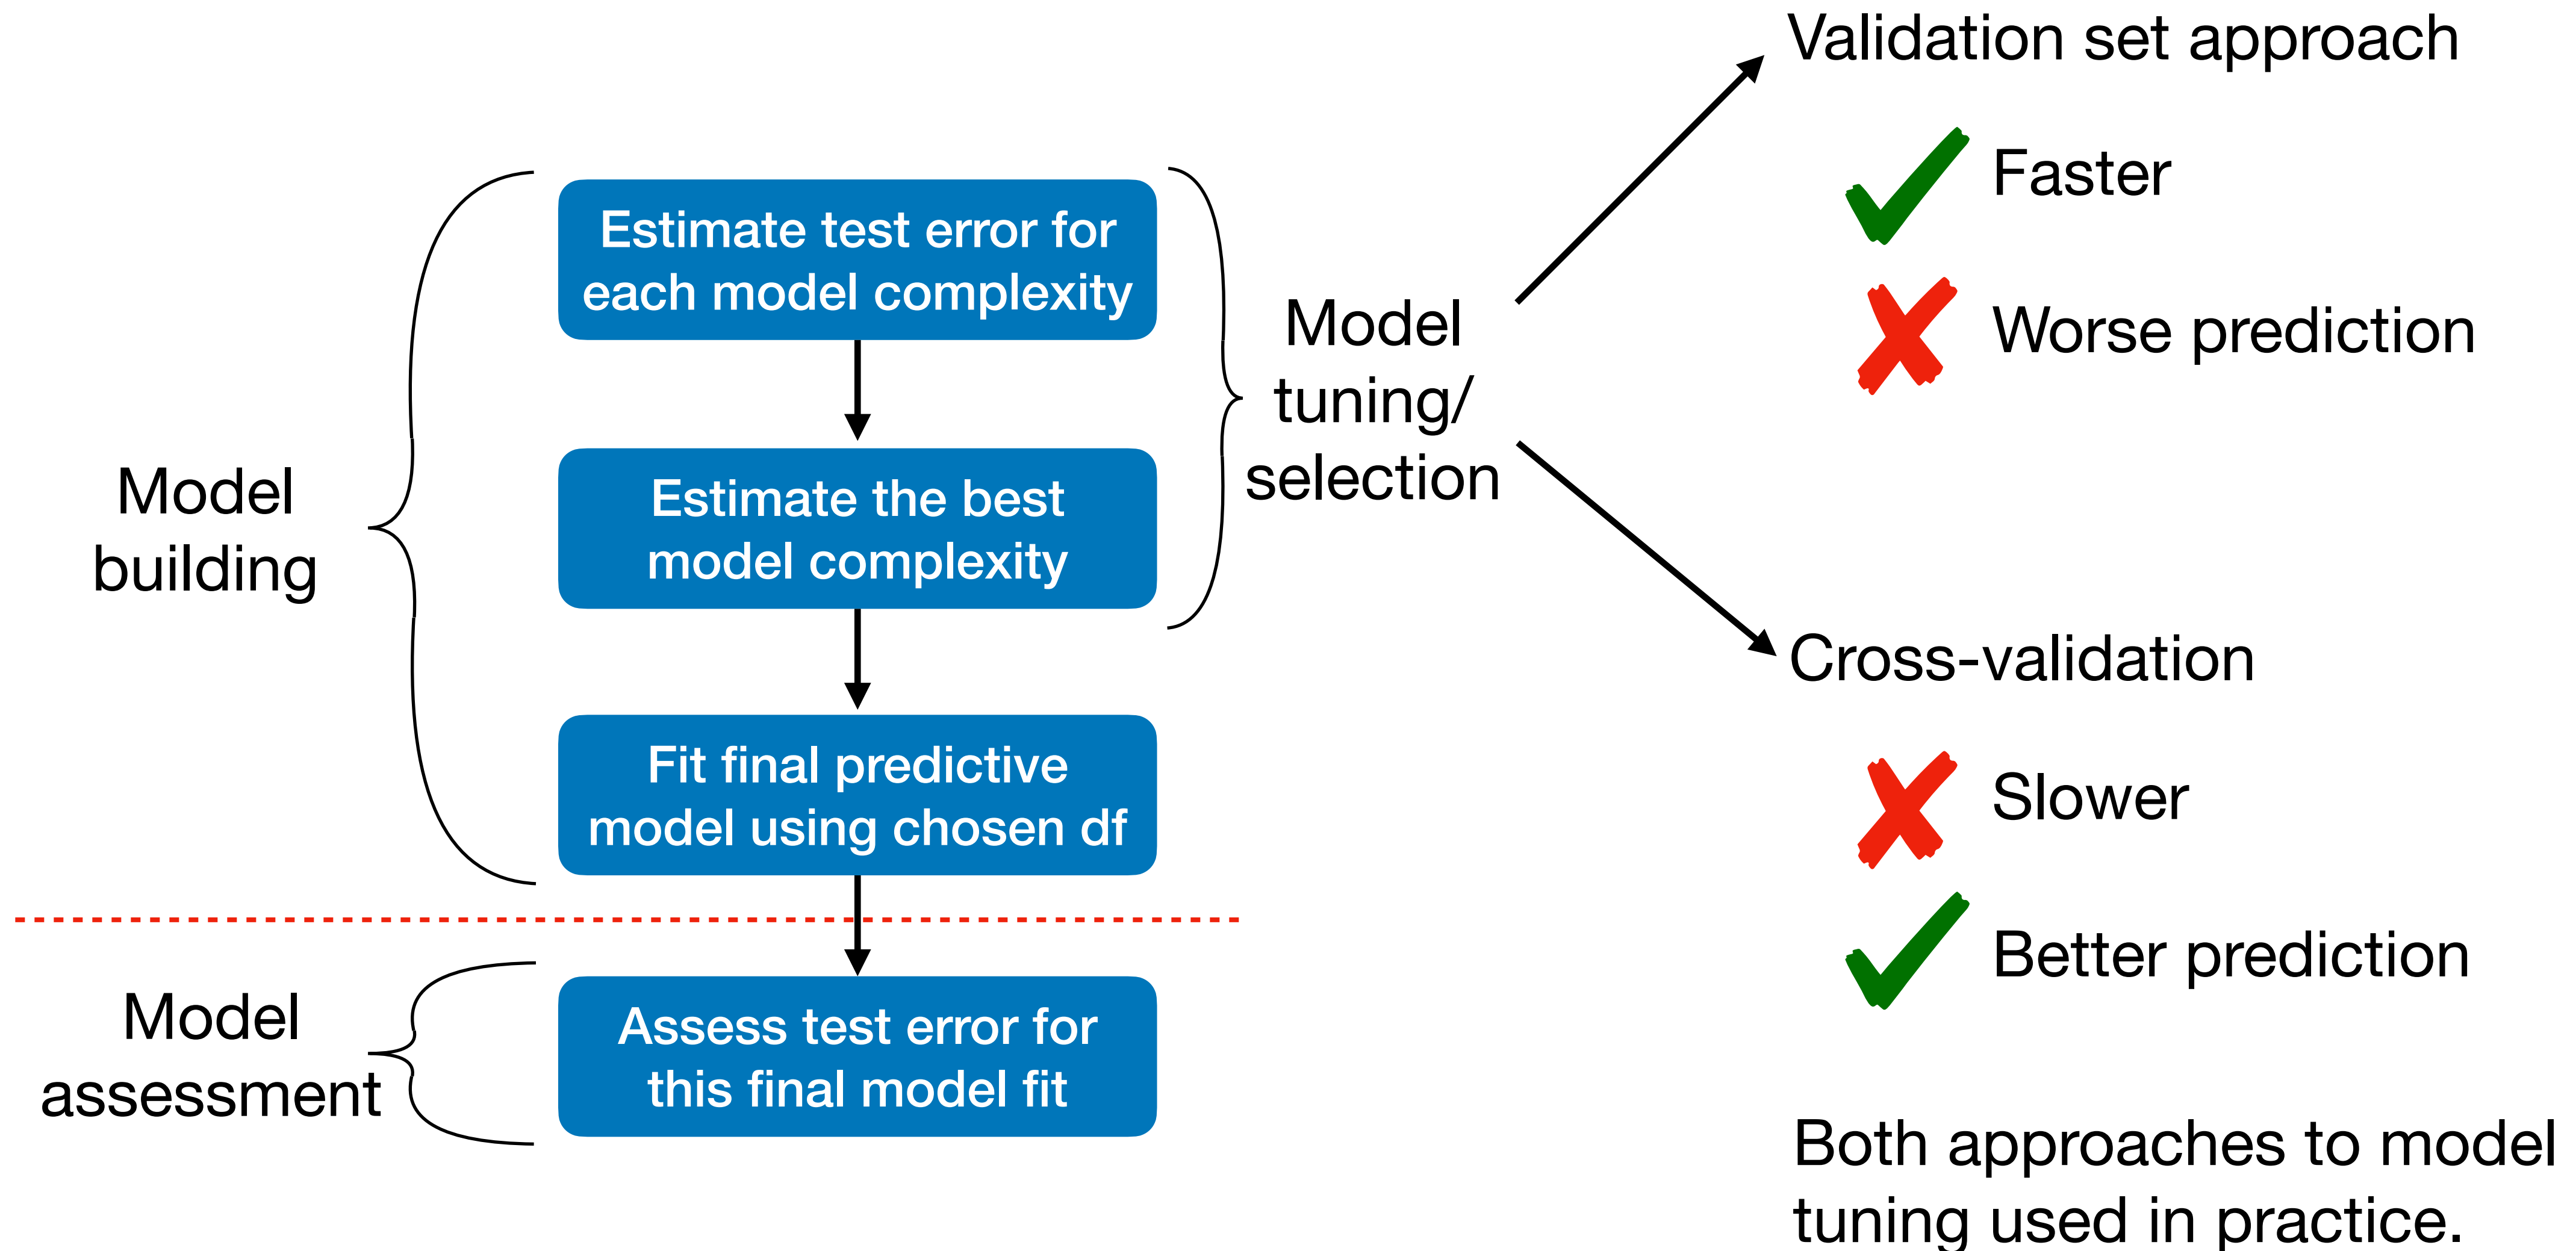 Model
building
Estimate test error for
each model complexity
Estimate the best
model complexity
Fit final predictive
model using chosen df
Model
tuning/
selection
Model
assessment
Assess test error for
this final model fit
Validation set approach
Faster
Worse prediction
Cross-validation
Slower
Better prediction
Both approaches to model
tuning used in practice.